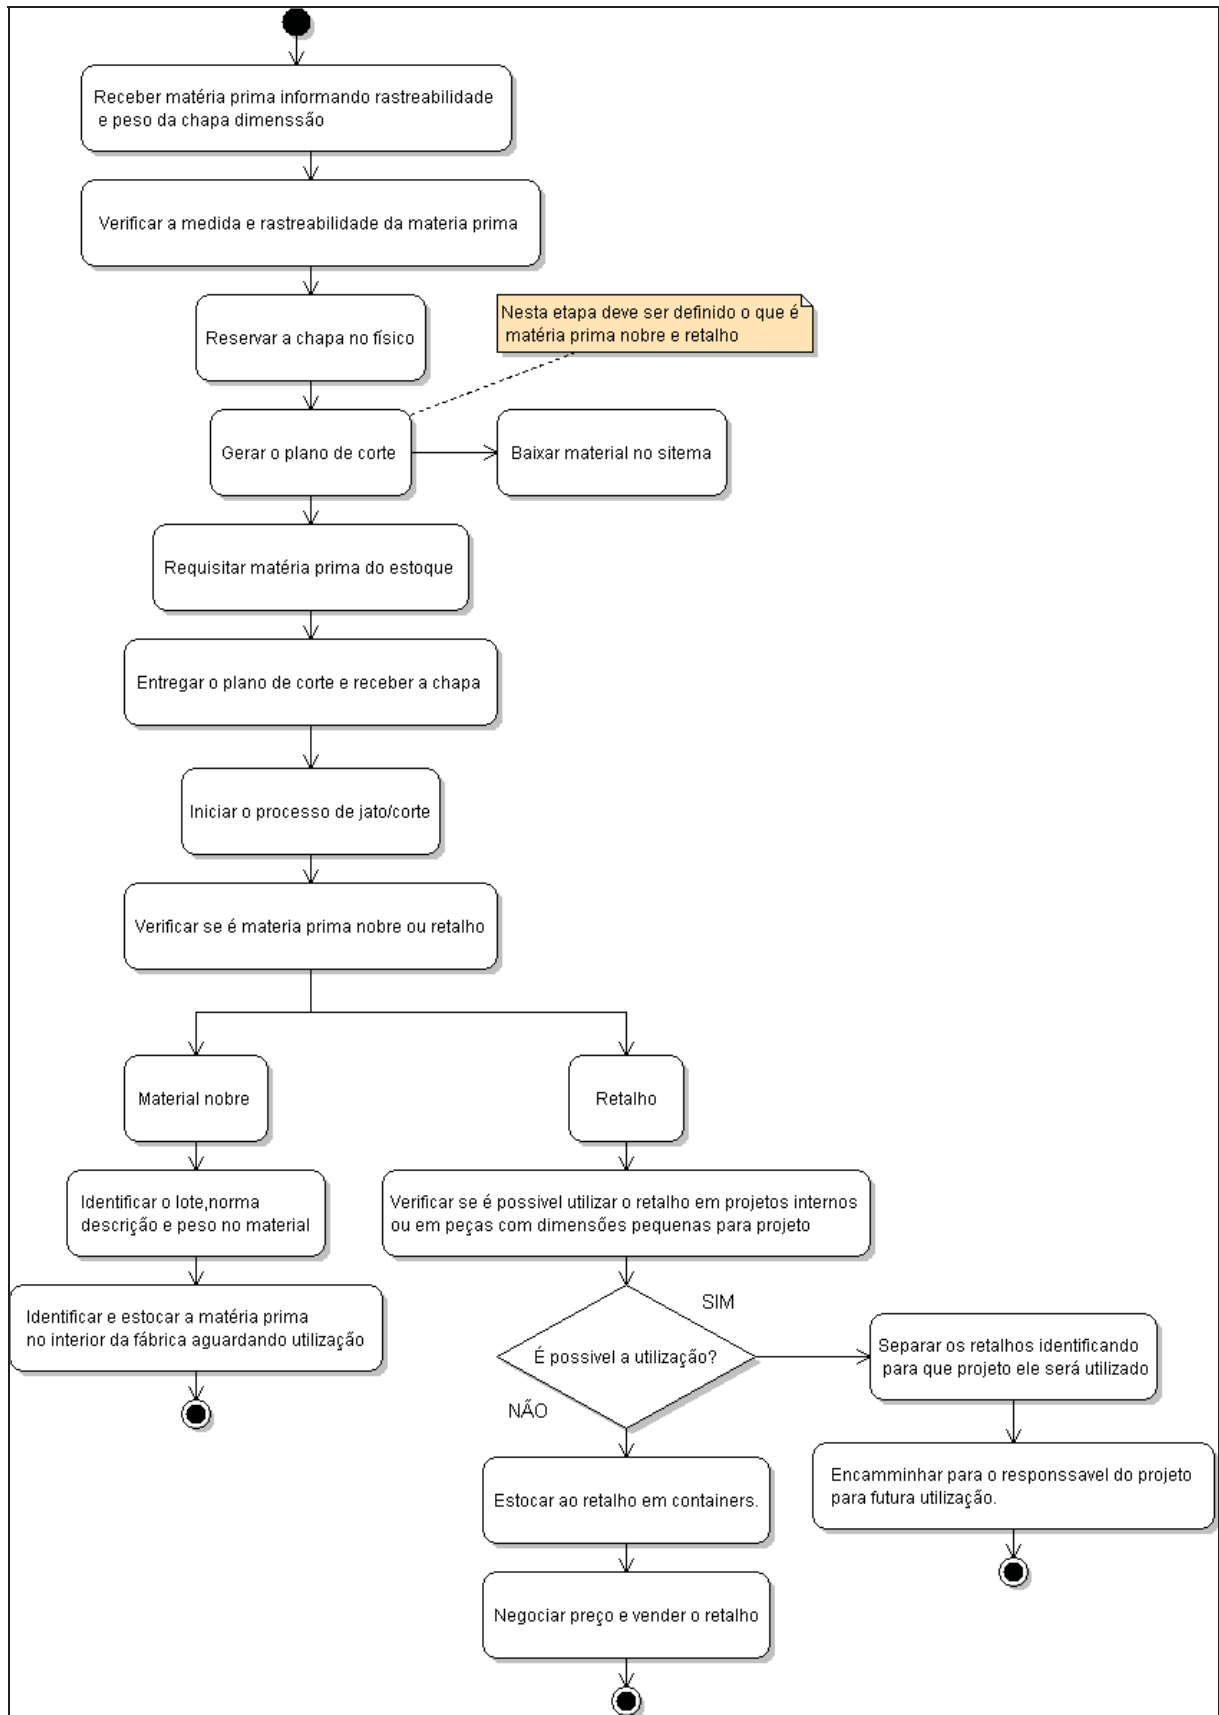 Receber matéria prima informando rastreabilidade
e peso da chapa dimenssão
Verificar a medida e rastreabilidade da materia prima
Reservar a chapa no físico
Nesta etapa deve ser definido o que é
matéria prima nobre e retalho
Gerar o plano de corte
Baixar material no sitema
Requisitar matéria prima do estoque
Entregar o plano de corte e receber a chapa
Iniciar o processo de jato/corte
Verificar se é materia prima nobre ou retalho
Material nobre
Retalho
Identificar o lote,norma
descrição e peso no material
Verificar se é possivel utilizar o retalho em projetos internos
ou em peças com dimensões pequenas para projeto
Identificar e estocar a matéria prima
no interior da fábrica aguardando utilização
É possivel a utilização?
SIM
NÃO
Separar os retalhos identificando
para que projeto ele será utilizado
Estocar ao retalho em containers.
Encamminhar para o responssavel do projeto
para futura utilização.
Negociar preço e vender o retalho